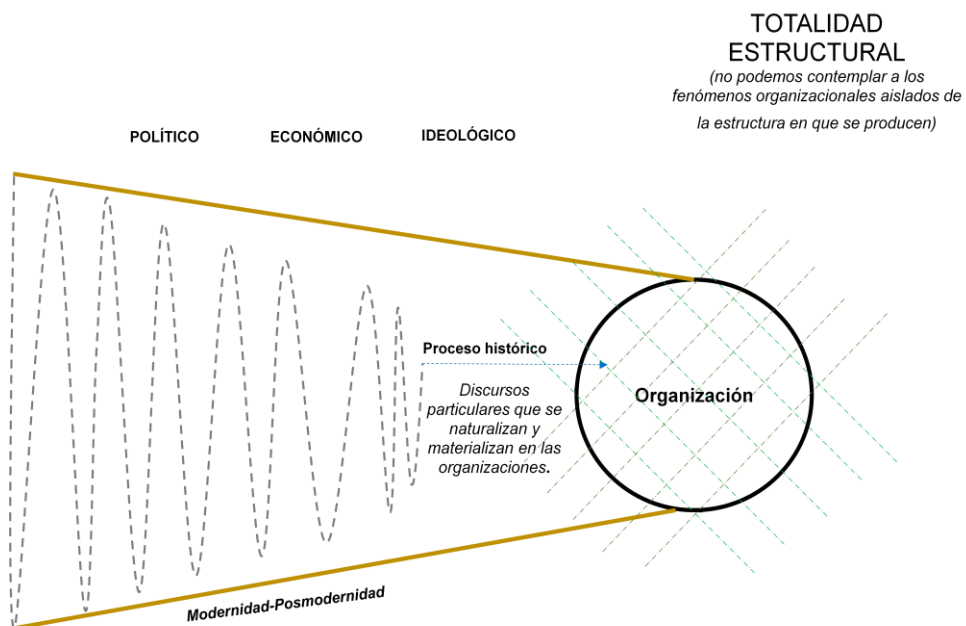 TOTALIDAD
ESTRUCTURAL
(no podemos contemplar a los
fenómenos organizacionales aislados de
la estructura en que se producen)
POLÍTICO
ECONÓMICO
IDEOLÓGICO
Proceso histórico
Discursos
particulares que se
naturalizan y
materializan en las
organizaciones.
Organización
Modernidad-Posmodernidad